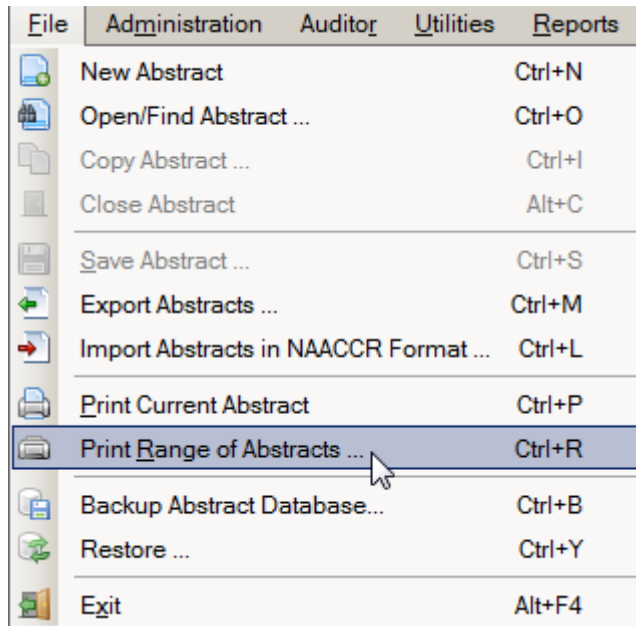 File Administration Auditor Utilities Reports
New Abstract Ctrl+N
Open/Find Abstract ... Ctrl+O
Copy Abstract ... Ctrl+I
Close Abstract Alt+C
Save Abstract ... Ctrl+S
Export Abstracts ... Ctrl+M
Import Abstracts in NAACCR Format ... Ctrl+L
Print Current Abstract Ctrl+P
Print Range of Abstracts ... Ctrl+R
Backup Abstract Database... Ctrl+B
Restore ... Ctrl+Y
Exit Alt+F4